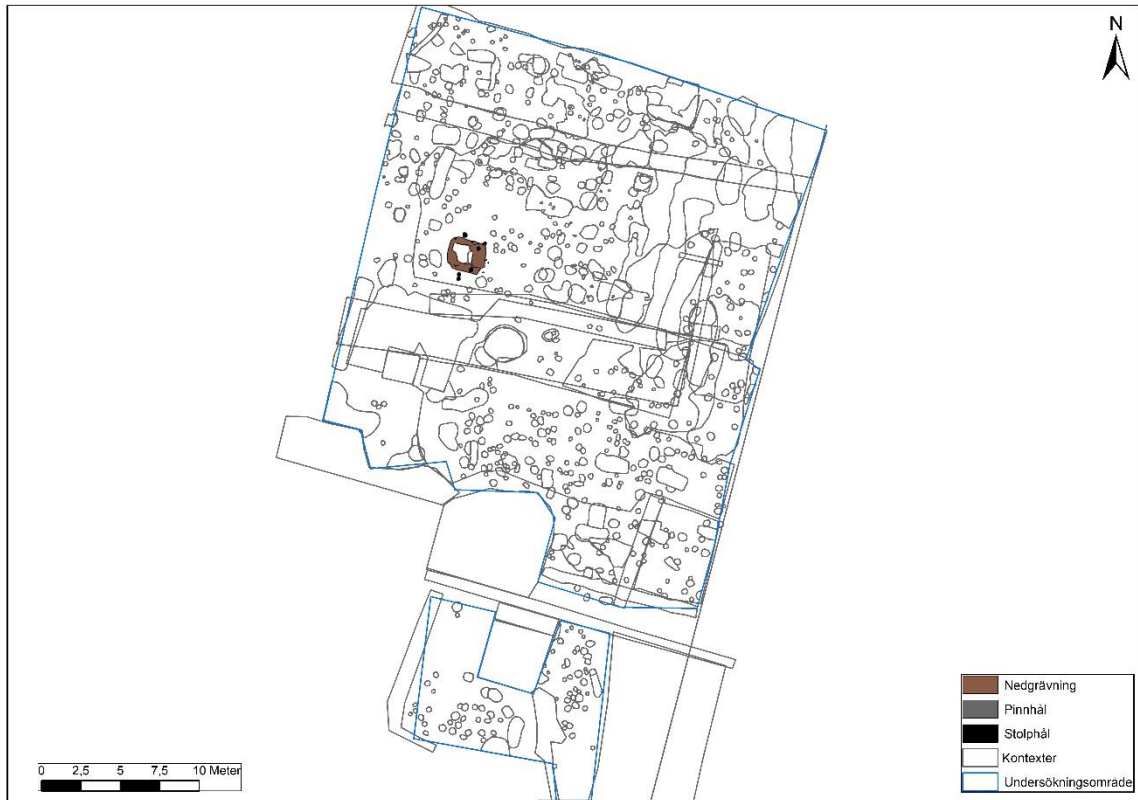 N
Nedgrävning
Pinnhål
Stolphål
Kontexter
Undersökningsområde
0 2,5 5 7,5 10 Meter